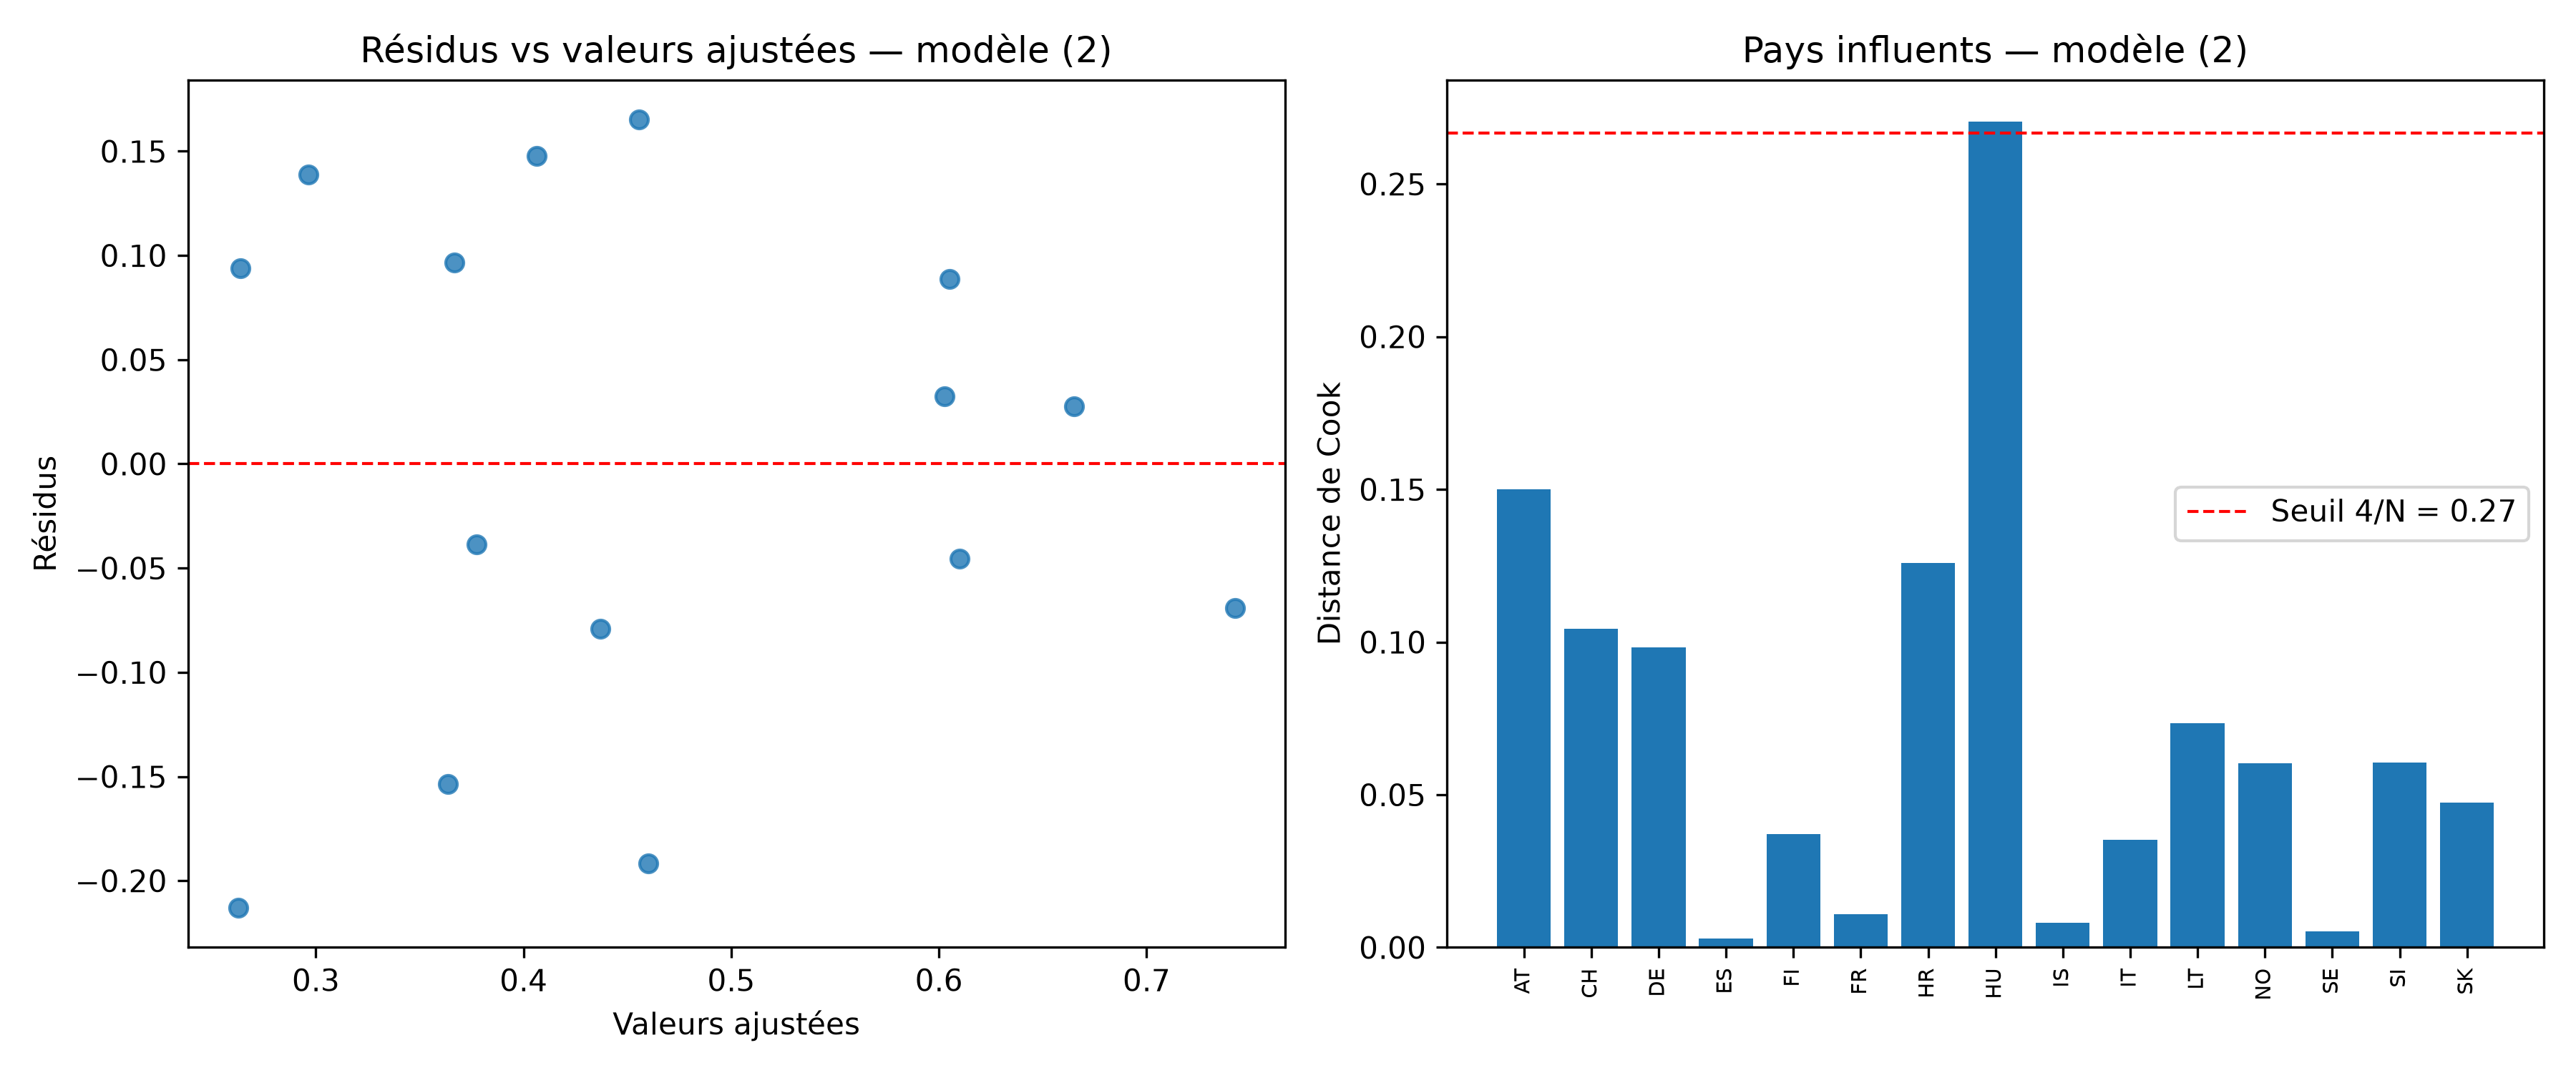 Résidus vs valeurs ajustées — modèle (2)
Résidus
0.15
0.10
0.05
0.00
−0.05
−0.10
−0.15
−0.20
0.3 0.4 0.5 0.6 0.7
Valeurs ajustées
Pays influents — modèle (2)
Distance de Cook
0.25
0.20
0.15
0.10
0.05
0.00
Seuil 4/N = 0.27
AT CH DE ES FI FR HR HU IS IT LT NO SE SI SK